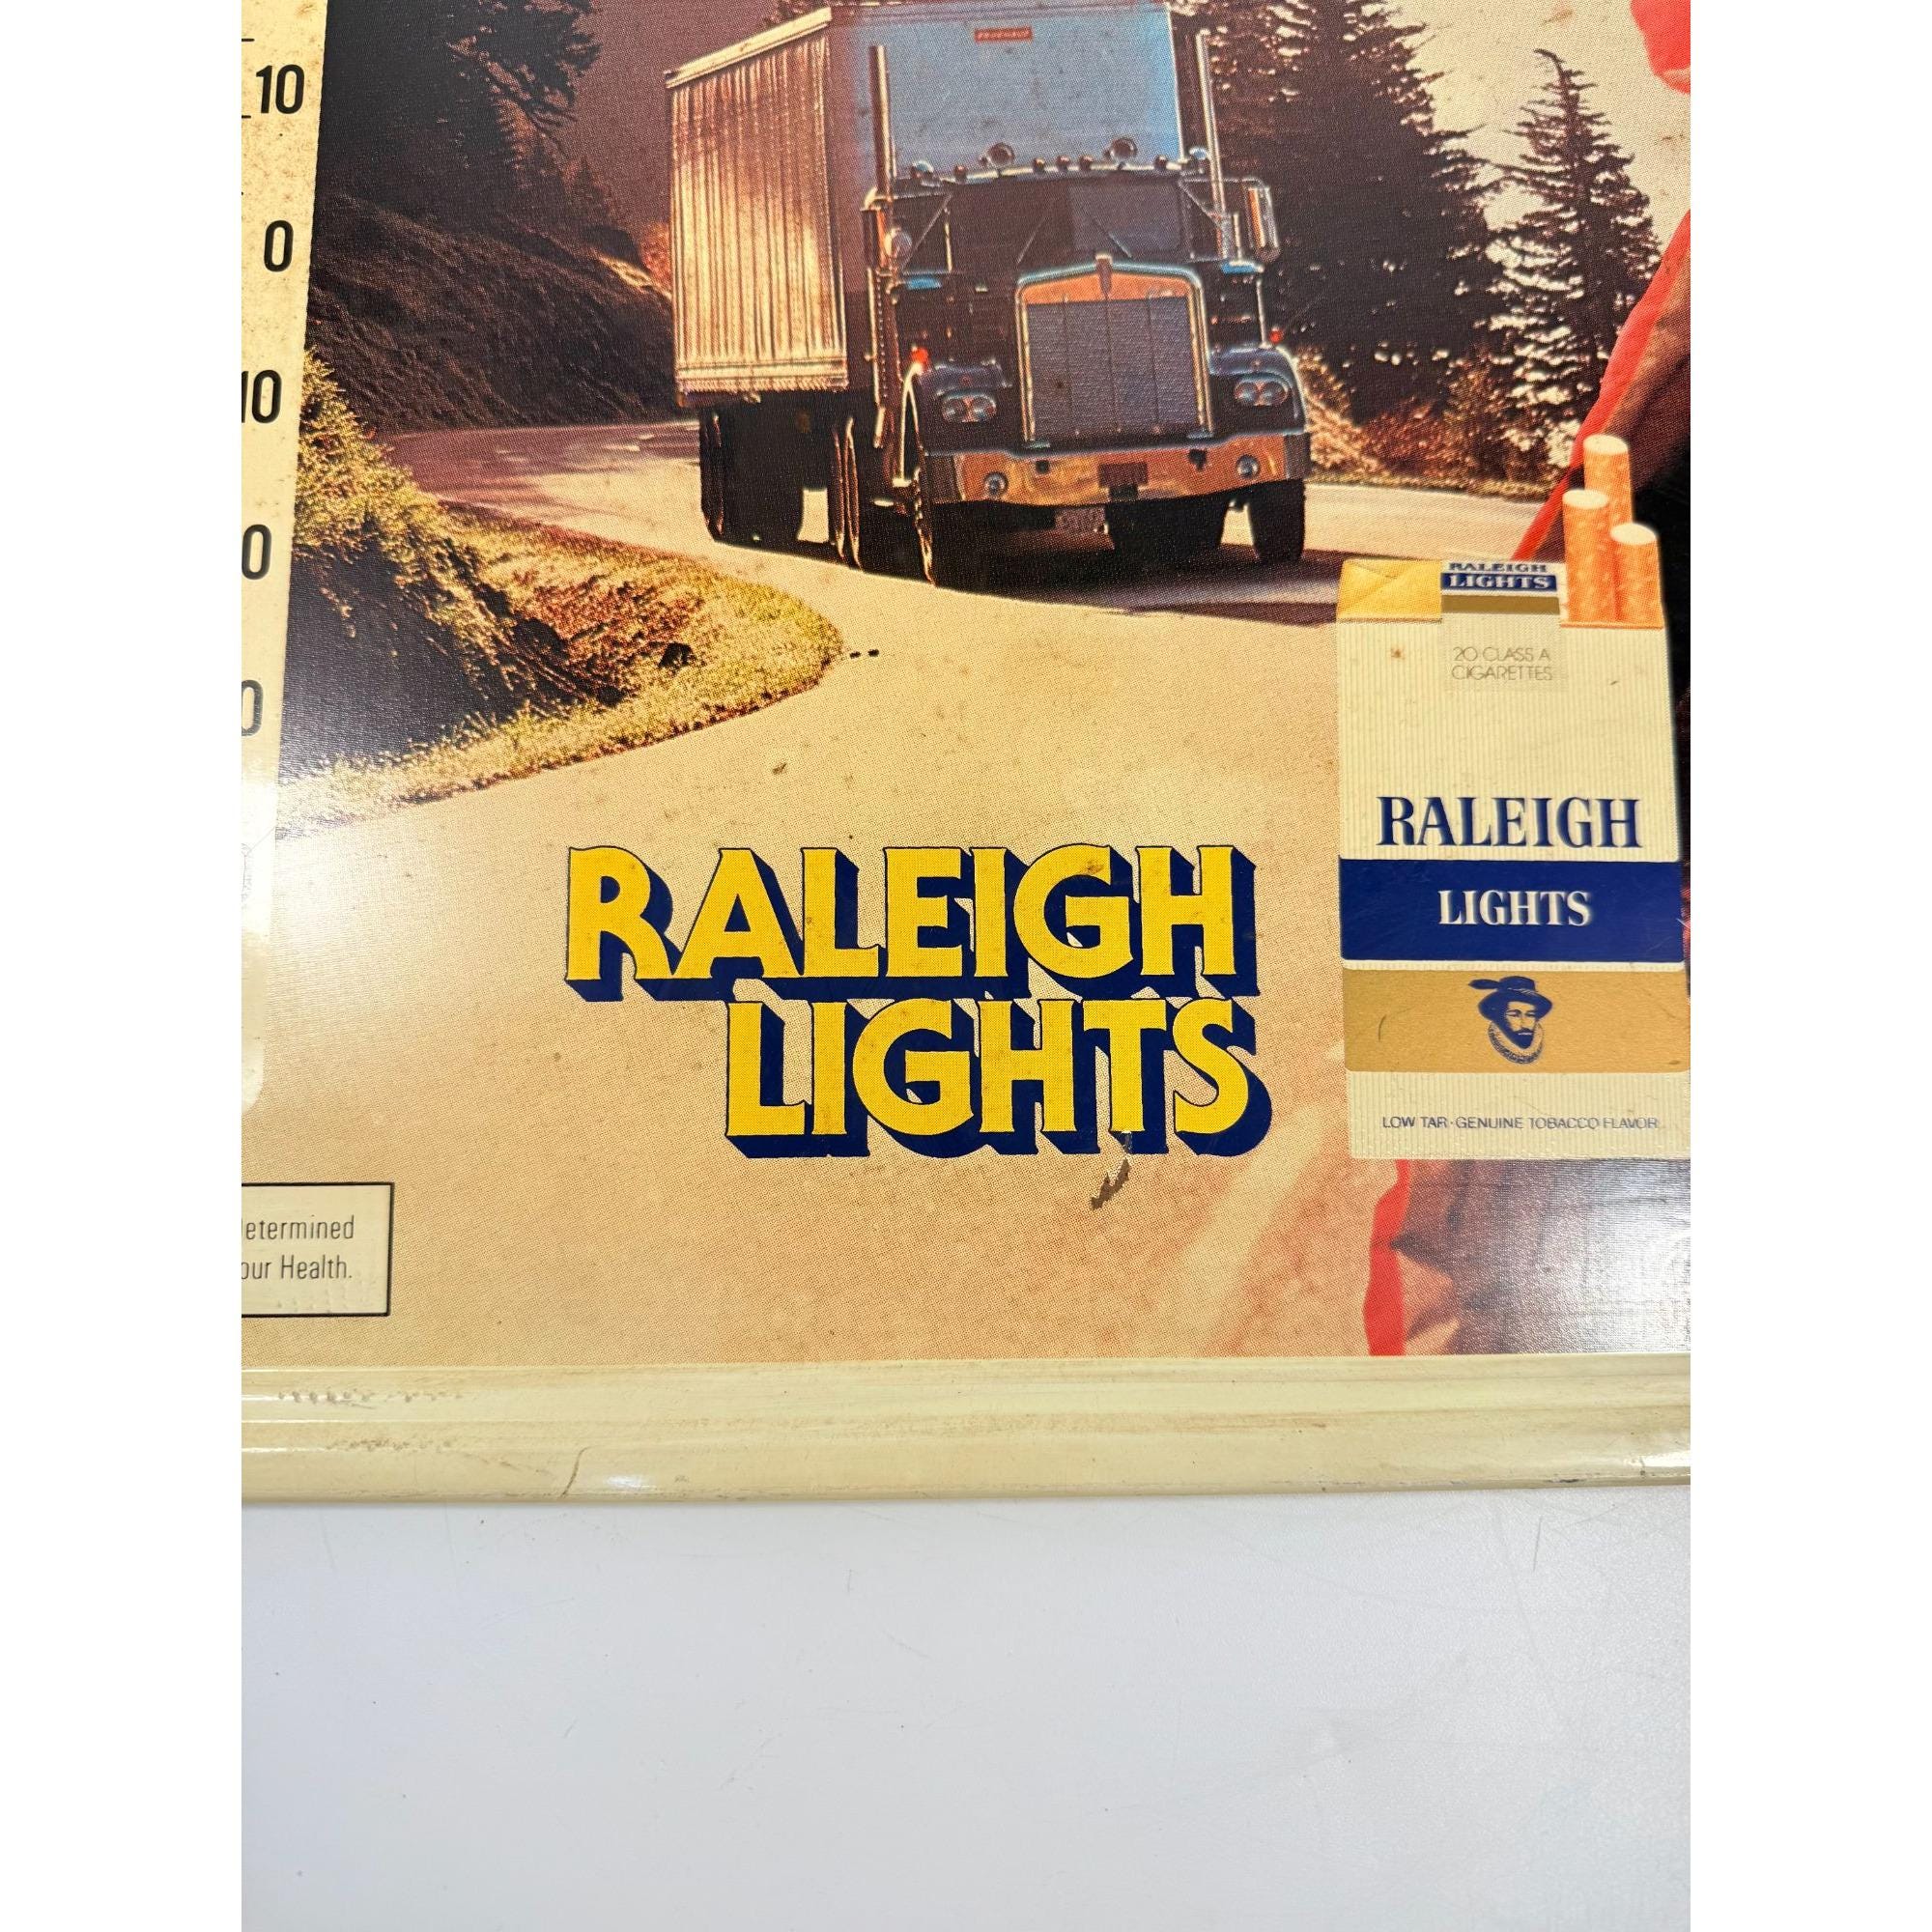 10
0
10
0
0
RALEIGH
LIGHTS
20 CLASS A
CIGARETTES
RALEIGH
LIGHTS
LOW TAR·GENUINE TOBACCO FLAVOR
RALEIGH
LIGHTS
etermined
our Health.